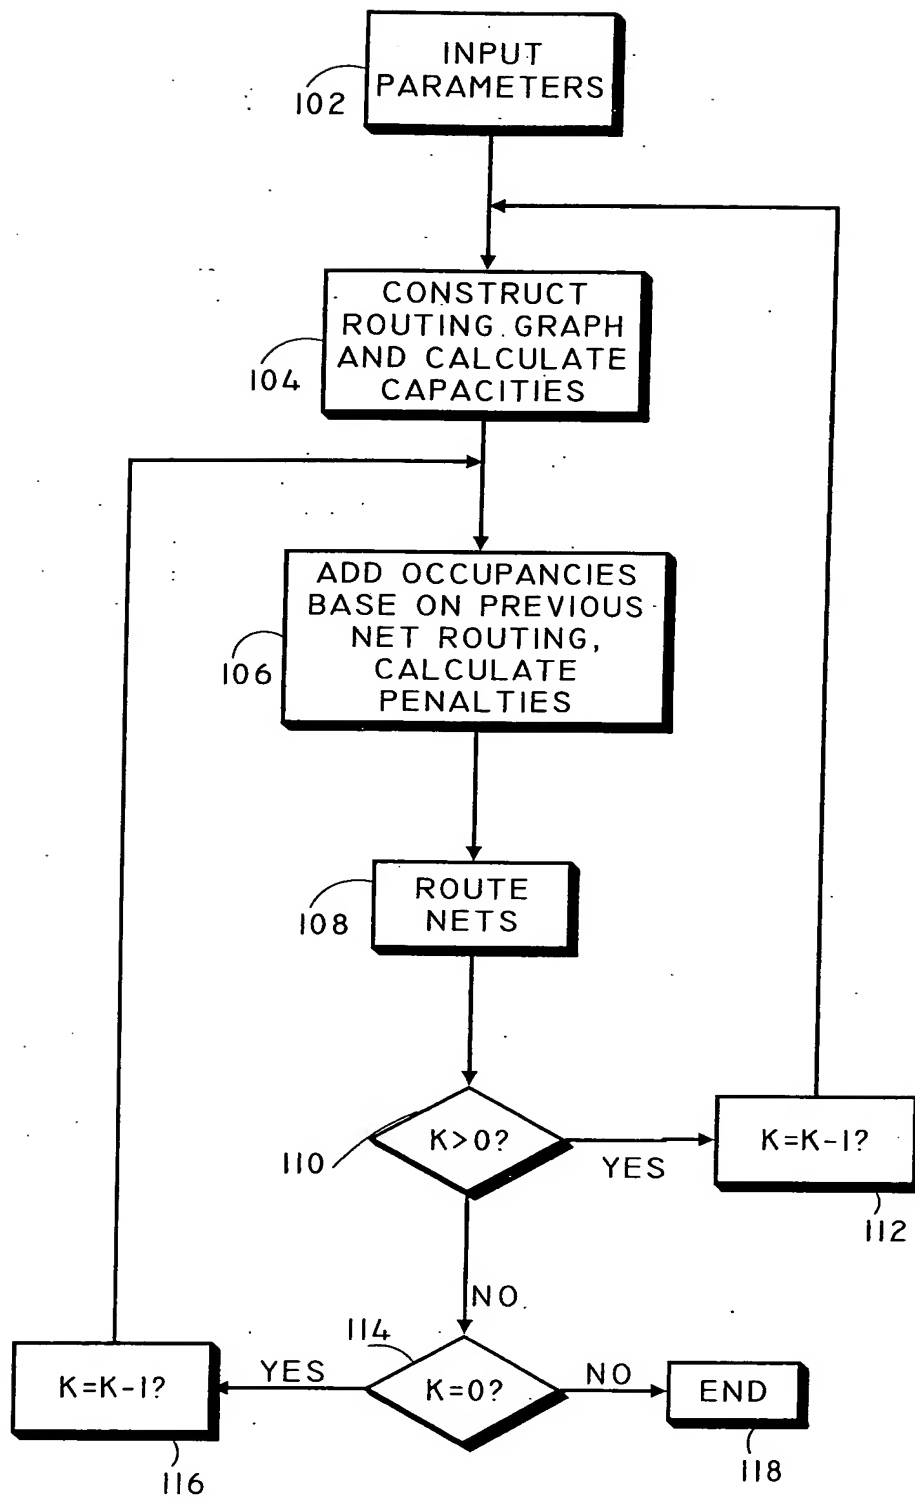 INPUT
PARAMETERS
102
CONSTRUCT
ROUTING GRAPH
AND CALCULATE
CAPACITIES
104
ADD OCCUPANCIES
BASE ON PREVIOUS
NET ROUTING,
CALCULATE
PENALTIES
106
ROUTE
NETS
108
K>0?
110
YES
K=K-1?
112
NO
114
K=0?
YES
K=K-1?
116
NO
END
118